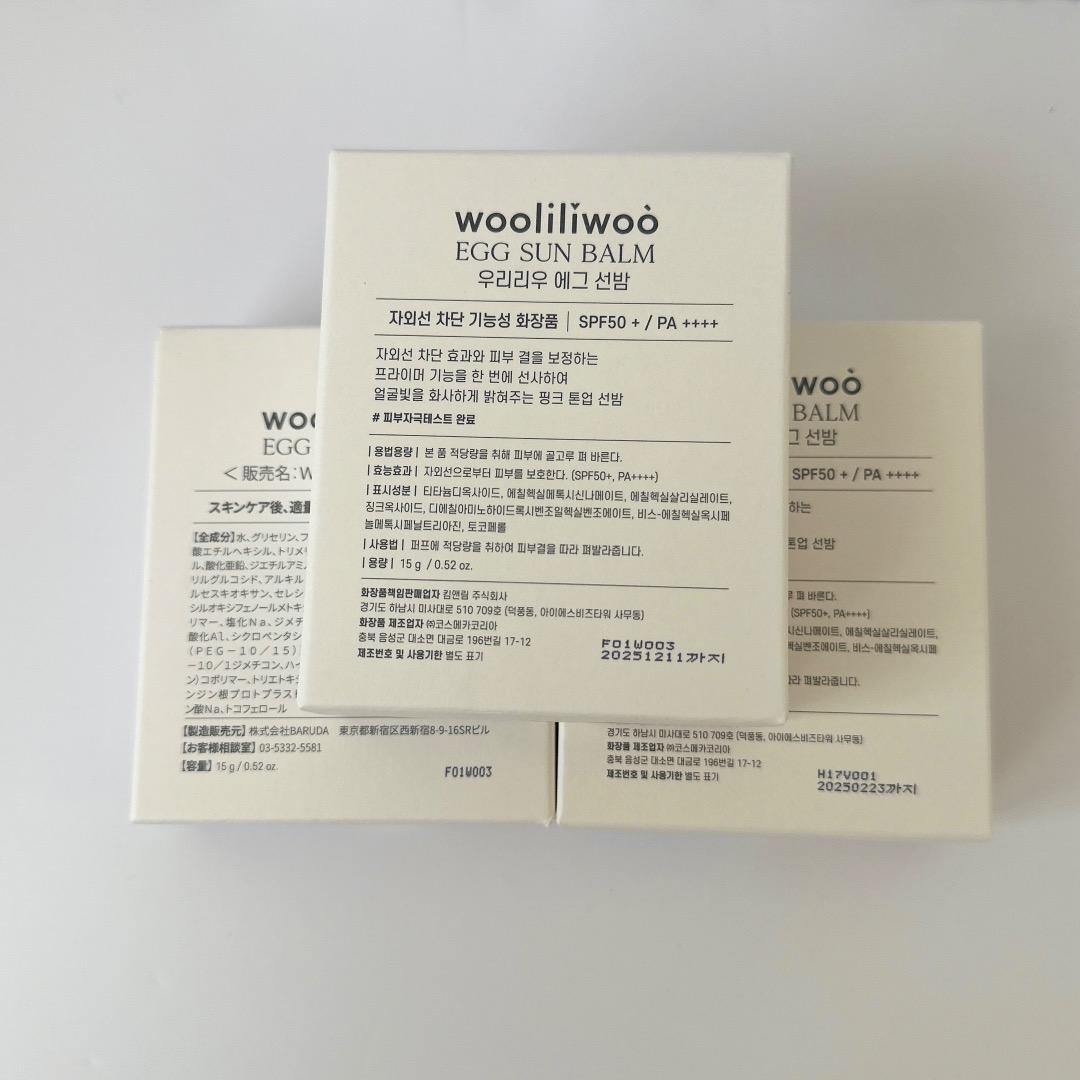 wooliliwoo
EGG SUN BALM
우리리우 에그 선밤
자외선 차단 기능성 화장품 | SPF50 + / PA ++++
자외선 차단 효과와 피부 결을 보정하는
프라이머 기능을 한 번에 선사하여
얼굴빛을 화사하게 밝혀주는 핑크 톤업 선밤
# 피부자극테스트 완료
| 용법용량 | 본 품 적당량을 취해 피부에 골고루 펴 바른다.
| 효능효과 | 자외선으로부터 피부를 보호한다. (SPF50+, PA++++)
| 표시성분 | 티타늄디옥사이드, 에칠헥실메톡시신나메이트, 에칠헥실살리실레이트,
징크옥사이드, 디에칠아미노하이드록시벤조일헥실벤조에이트, 비스-에칠헥실옥시페
놀메톡시페닐트리아진, 토코페롤
| 사용법 | 퍼프에 적당량을 취하여 피부결을 따라 펴발라줍니다.
| 용량 | 15 g / 0.52 oz.
화장품책임판매업자 킴앤림 주식회사
경기도 하남시 미사대로 510 709호 (덕풍동, 아이에스비즈타워 사무동)
화장품 제조업자 ㈜코스메카코리아
충북 음성군 대소면 대금로 196번길 17-12
제조번호 및 사용기한 별도 표기
F01W003
20251211까지
woo
EGG
<販売名:W
スキンケア後、適量
【全成分】水、グリセリン、フ
酸エチルヘキシル、トリメ
ル、酸化亜鉛、ジエチルアミ
リルグルコシド、アルキル
ルセスキオキサン、セレシ
シルオキシフェノールメトキ
リマー、塩化Na、ジメチ
酸化Al、シクロペンタシ
(PEG-10/15)
-10/1ジメチコン、ハイ
ン)コポリマー、トリエトキシ
ンジン根プロトプラスト
ン酸Na、トコフェロール
【製造販売元】株式会社BARUDA 東京都新宿区西新宿8-9-16SRビル
【お客様相談室】03-5332-5581
【容量】15 g / 0.52 oz.
F01W003
woò
BALM
그 선밤
SPF50 + / PA ++++
하는
톤업 선밤
루 펴 바른다.
(SPF50+, PA++++)
시신나메이트, 에칠헥실살리실레이트,
헥실벤조에이트, 비스-에칠헥실옥시페
따라 펴발라줍니다.
경기도 하남시 미사대로 510 709호 (덕풍동, 아이에스비즈타워 사무동)
화장품 제조업자 ㈜코스메카코리아
충북 음성군 대소면 대금로 196번길 17-12
제조번호 및 사용기한 별도 표기
H17V001
20250223까지